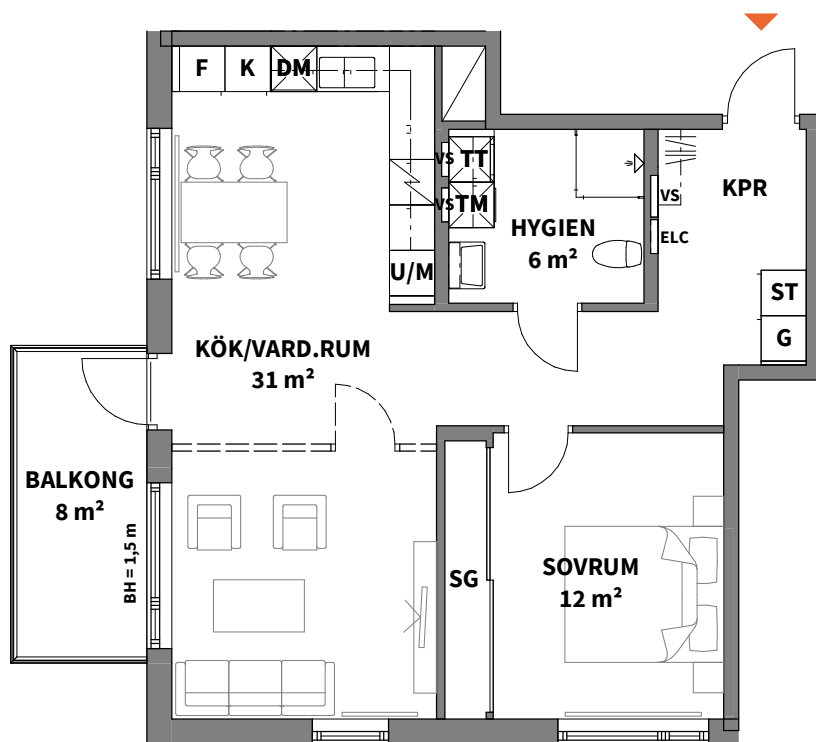 F K DM
VS TT
VS TM
U/M
HYGIEN
6 m²
KPR
VS
ELC
ST
G
KÖK/VARD.RUM
31 m²
BALKONG
8 m²
BH = 1,5 m
SG
SOVRUM
12 m²